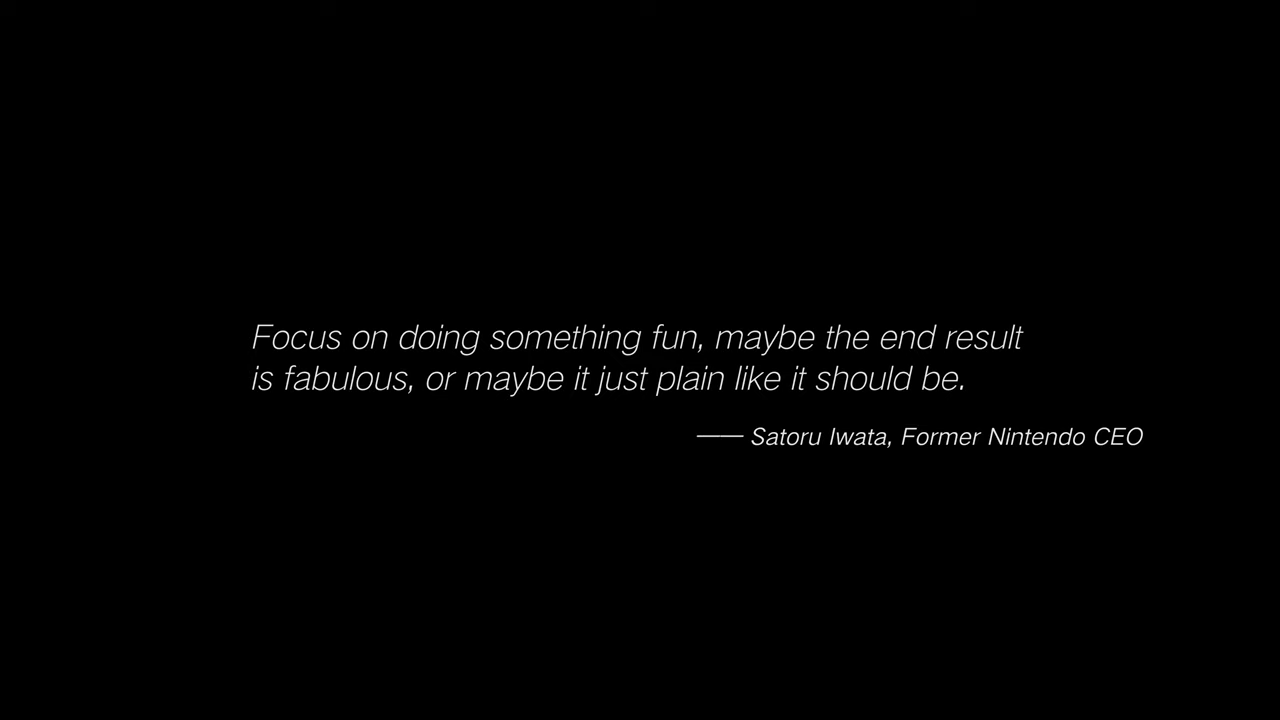 Focus on doing something fun, maybe the end result
is fabulous, or maybe it just plain like it should be.
—— Satoru Iwata, Former Nintendo CEO